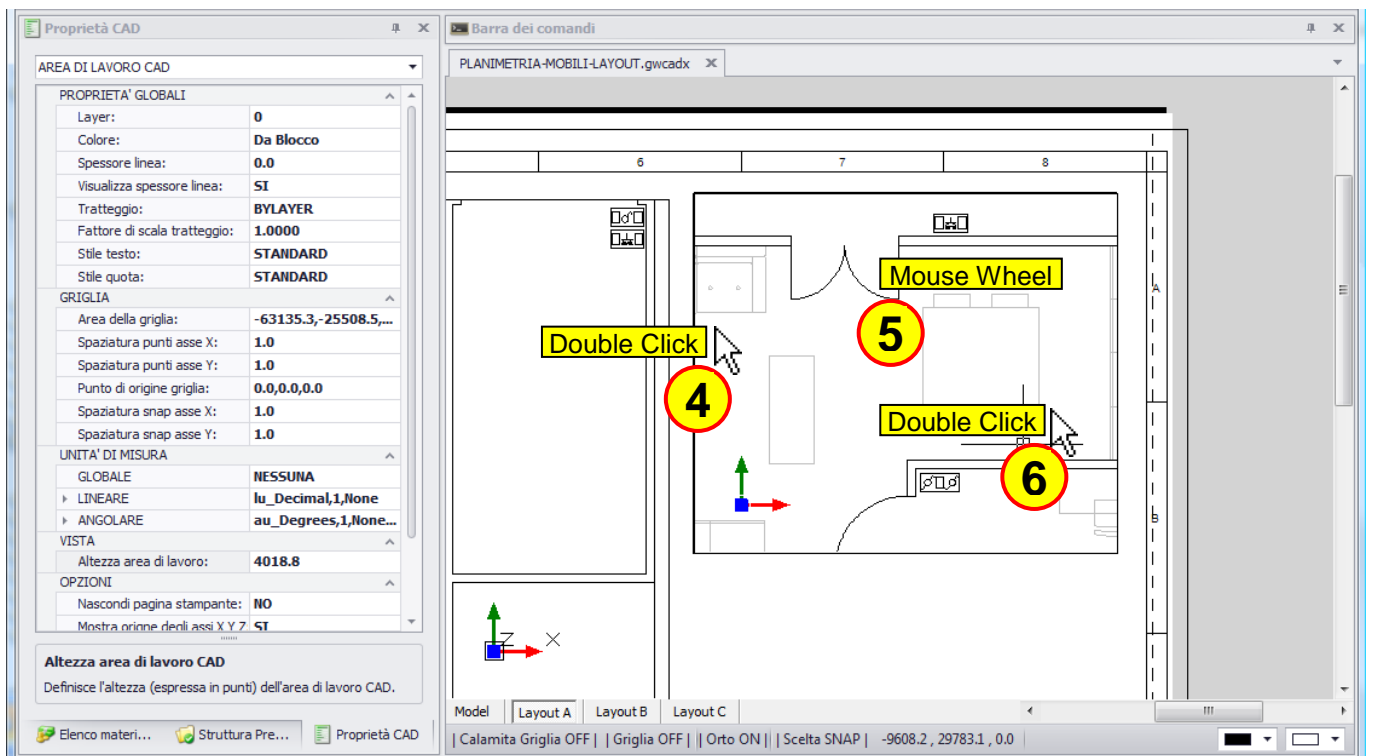 Proprietà CAD
AREA DI LAVORO CAD
PROPRIETA' GLOBALI
Layer: 0
Colore: Da Blocco
Spessore linea: 0.0
Visualizza spessore linea: SI
Tratteggio: BYLAYER
Fattore di scala tratteggio: 1.0000
Stile testo: STANDARD
Stile quota: STANDARD
GRIGLIA
Area della griglia: -63135.3,-25508.5,...
Spaziatura punti asse X: 1.0
Spaziatura punti asse Y: 1.0
Punto di origine griglia: 0.0,0.0,0.0
Spaziatura snap asse X: 1.0
Spaziatura snap asse Y: 1.0
UNITA' DI MISURA
GLOBALE NESSUNA
LINEARE lu_Decimal,1,None
ANGOLARE au_Degrees,1,None...
VISTA
Altezza area di lavoro: 4018.8
OPZIONI
Nascondi pagina stampante: NO
Mostra origne degli assi X Y Z SI
Altezza area di lavoro CAD
Definisce l'altezza (espressa in punti) dell'area di lavoro CAD.
Elenco materi... Struttura Pre... Proprietà CAD
Barra dei comandi
PLANIMETRIA-MOBILI-LAYOUT.gwcadx
6 7 8
Mouse Wheel
A
5
Double Click
4
Double Click
6
B
Z X
Model Layout A Layout B Layout C
| Calamita Griglia OFF | | Griglia OFF | | Orto ON | | Scelta SNAP | -9608.2 , 29783.1 , 0.0